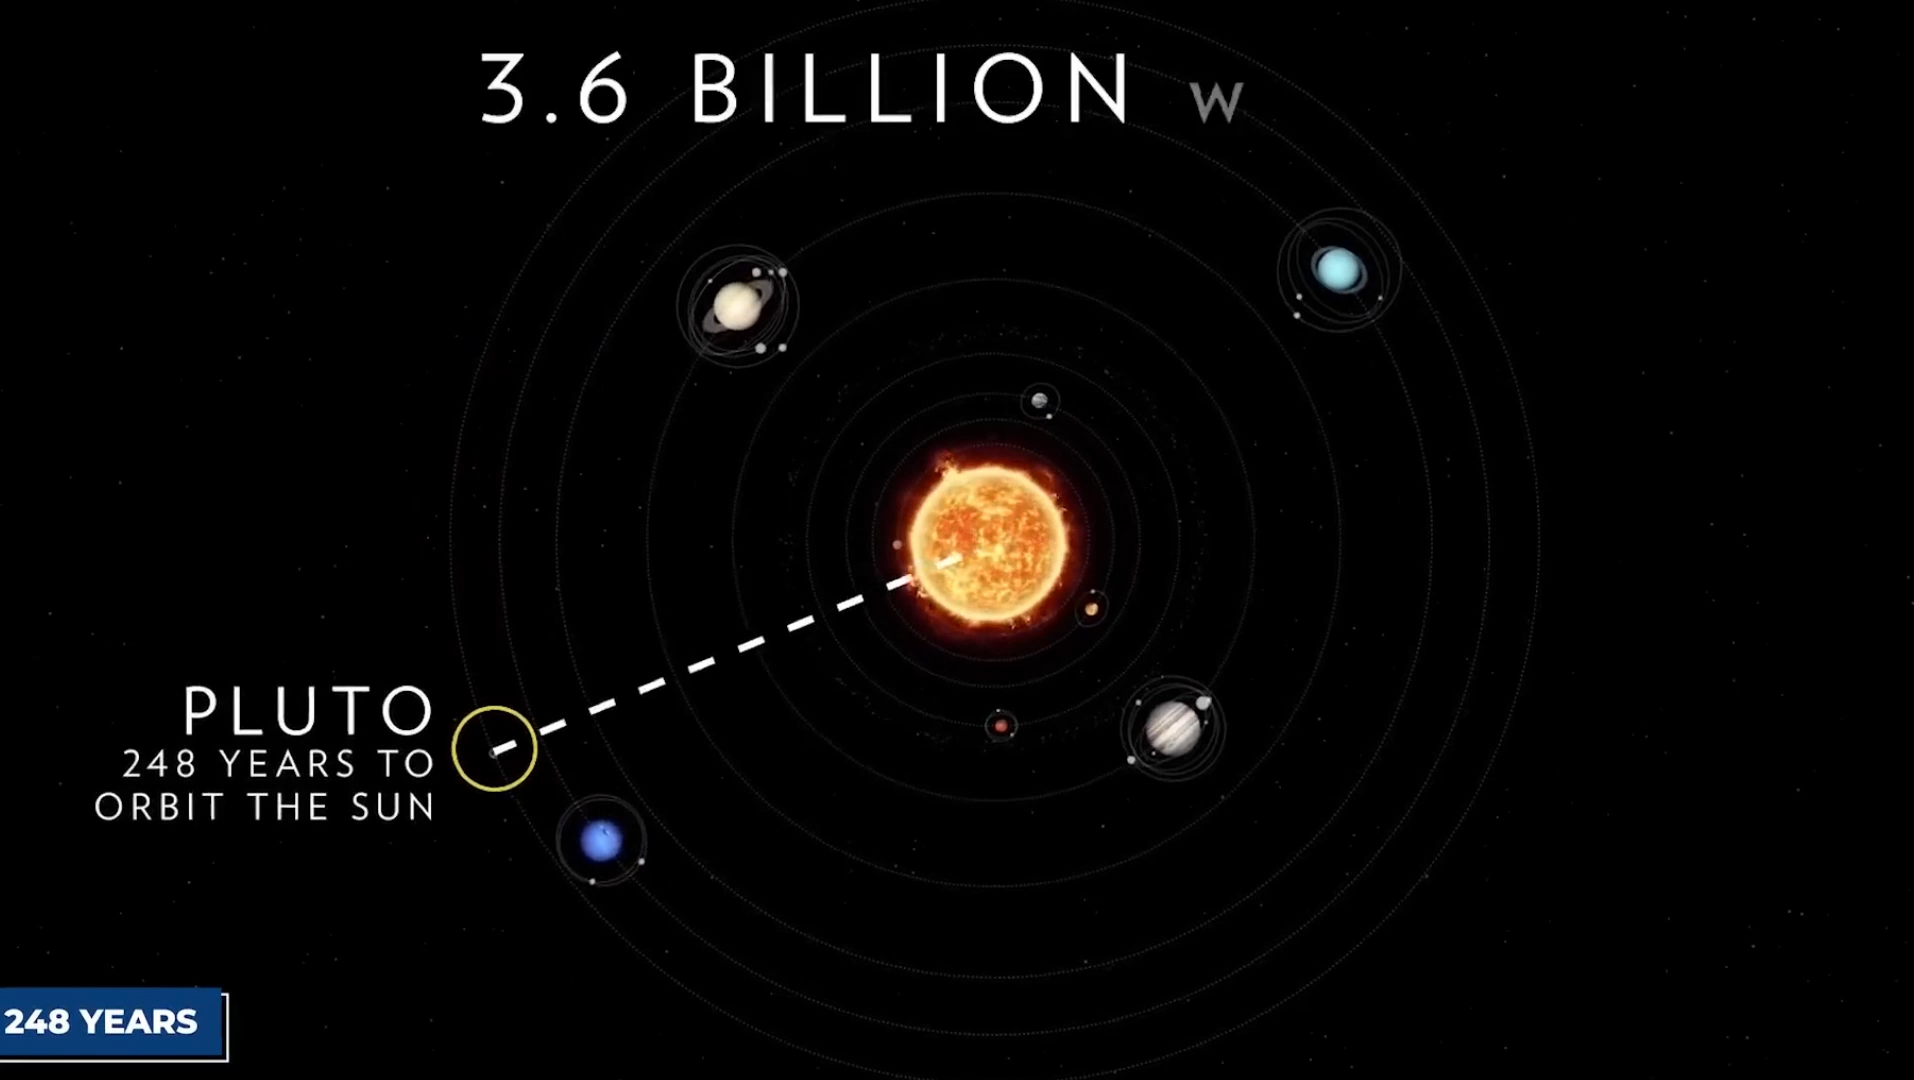 3.6 BILLION W
PLUTO
248 YEARS TO
ORBIT THE SUN
248 YEARS